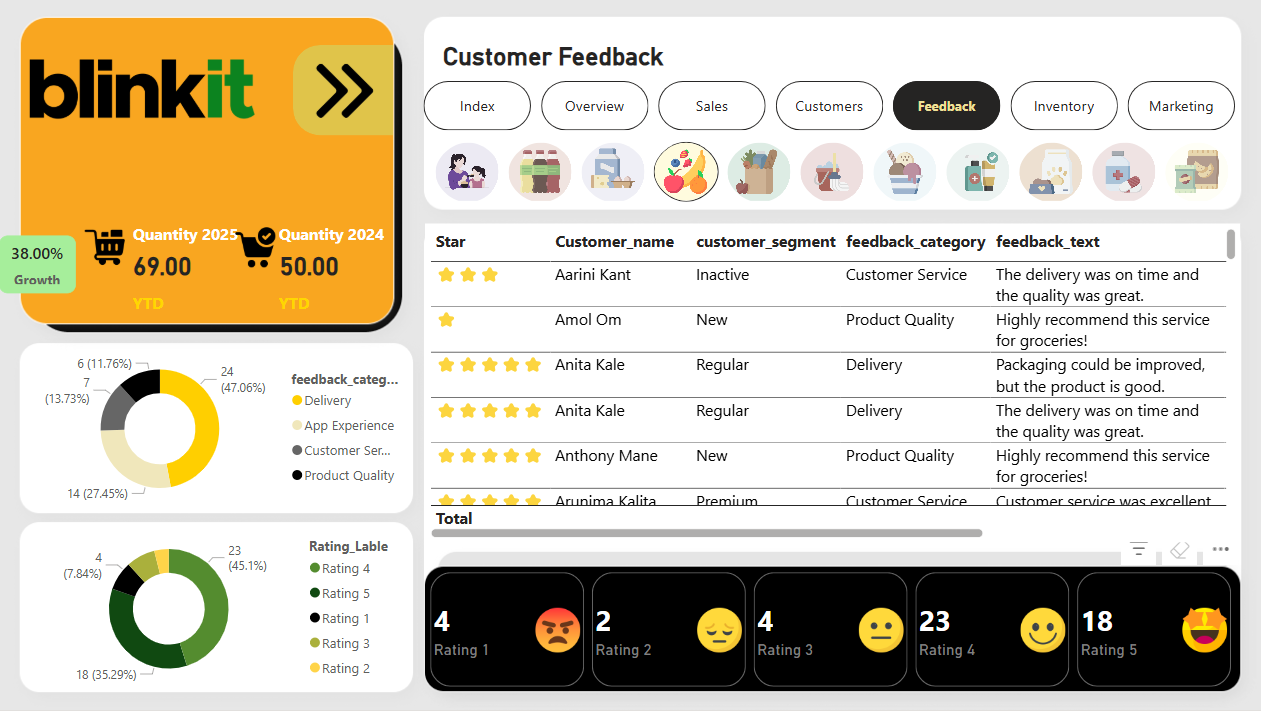 blinkit
Quantity 2025
69.00
YTD
Quantity 2024
50.00
YTD
38.00%
Growth
6 (11.76%)
7
(13.73%)
24
(47.06%)
14 (27.45%)
feedback_categ...
Delivery
App Experience
Customer Ser...
Product Quality
4
(7.84%)
23
(45.1%)
18 (35.29%)
Rating_Lable
Rating 4
Rating 5
Rating 1
Rating 3
Rating 2
Customer Feedback
Index Overview Sales Customers Feedback Inventory Marketing
Star Customer_name customer_segment feedback_category feedback_text
Aarini Kant Inactive Customer Service The delivery was on time and
the quality was great.
Amol Om New Product Quality Highly recommend this service
for groceries!
Anita Kale Regular Delivery Packaging could be improved,
but the product is good.
Anita Kale Regular Delivery The delivery was on time and
the quality was great.
Anthony Mane New Product Quality Highly recommend this service
for groceries!
Arunima Kalita Premium Customer Service Customer service was excellent
Total
4
Rating 1
2
Rating 2
4
Rating 3
23
Rating 4
18
Rating 5